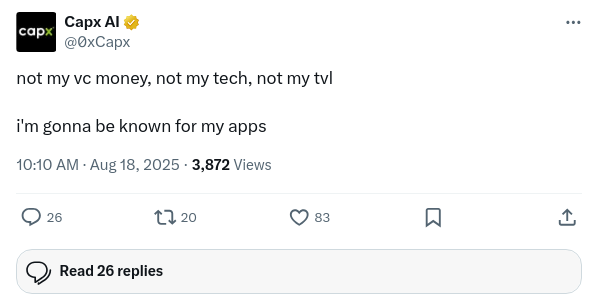 capx
Capx AI
@0xCapx
not my vc money, not my tech, not my tvl
i'm gonna be known for my apps
10:10 AM · Aug 18, 2025 · 3,872 Views
26 20 83
Read 26 replies